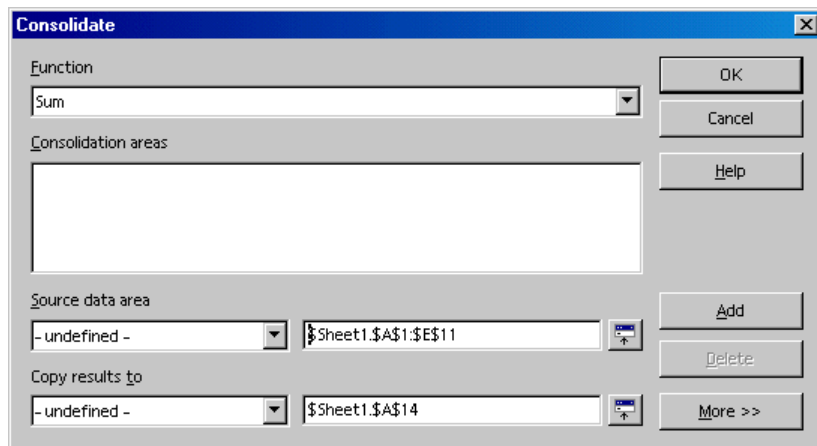 Consolidate
Function
Sum
OK
Cancel
Consolidation areas
Help
Source data area
- undefined -
$Sheet1.$A$1:$E$11
Add
Delete
Copy results to
- undefined -
$Sheet1.$A$14
More >>